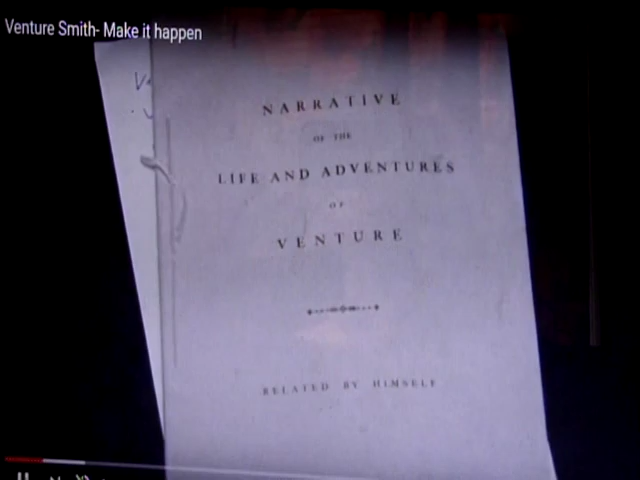 Venture Smith- Make it happen
NARRATIVE
OF THE
LIFE AND ADVENTURES
OF
VENTURE
RELATED BY HIMSELF